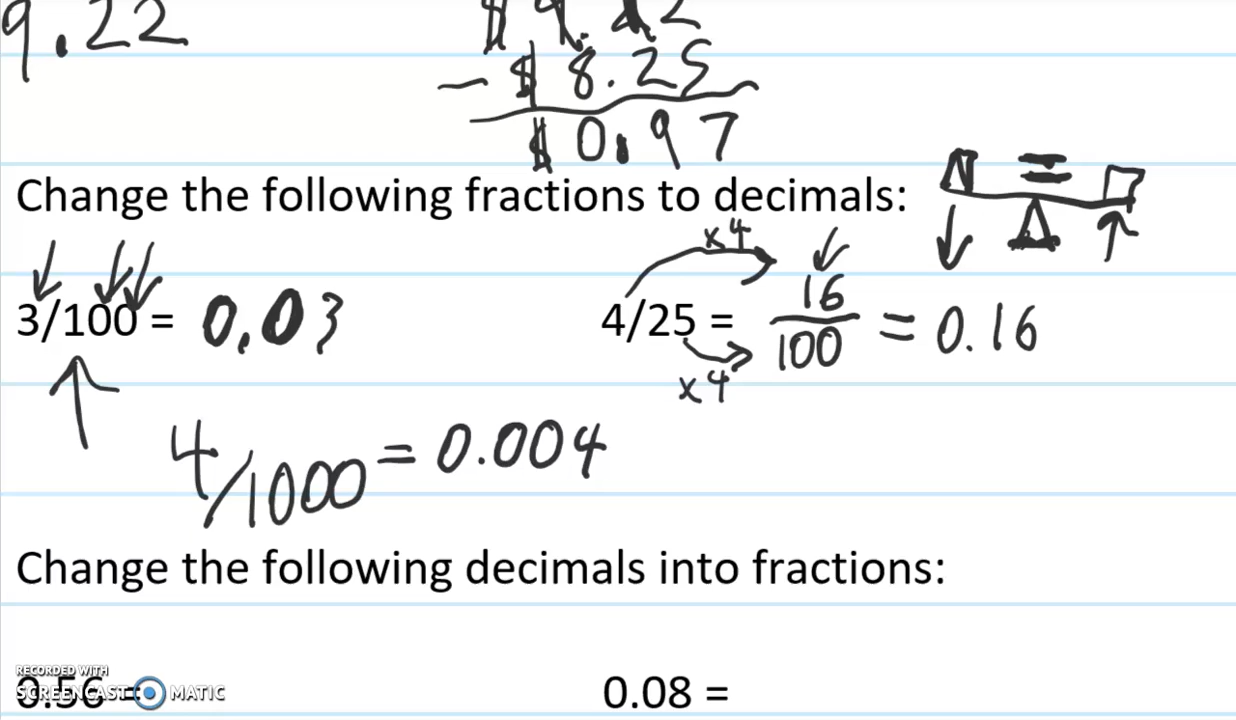 9.22
- $ 8.25
$ 0.97
Change the following fractions to decimals:
=
x4
3/100 = 0.03
4/25 = 16/100 = 0.16
x4
4/1000 = 0.004
Change the following decimals into fractions:
RECORDED WITH
SCREENCAST MATIC
0.56 =
0.08 =